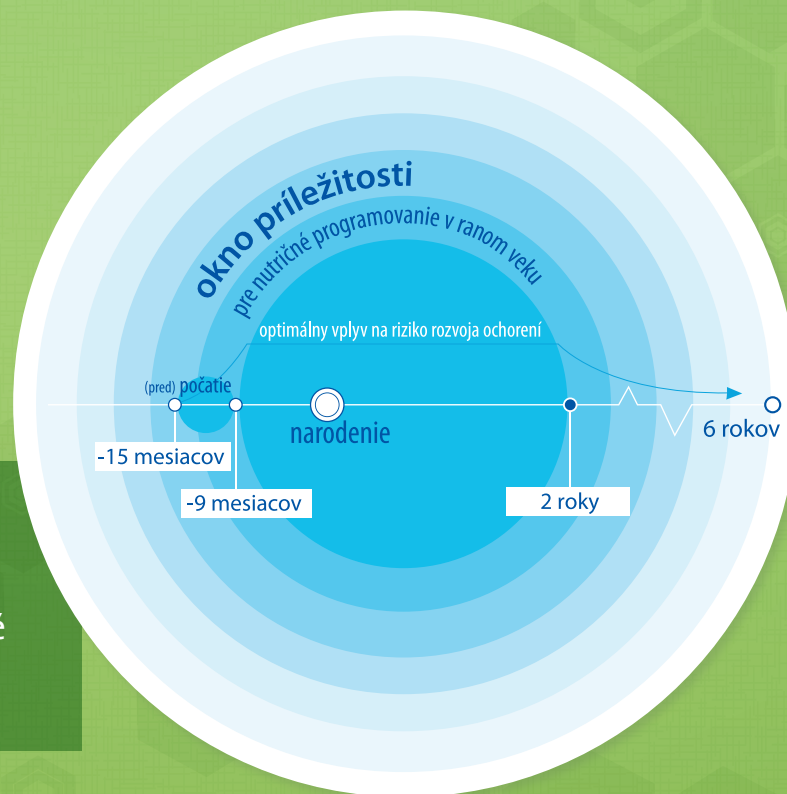 okno príležitosti
pre nutričné programovanie v ranom veku
optimálny vplyv na riziko rozvoja ochorení
(pred) počatie
narodenie
6 rokov
-15 mesiacov
-9 mesiacov
2 roky